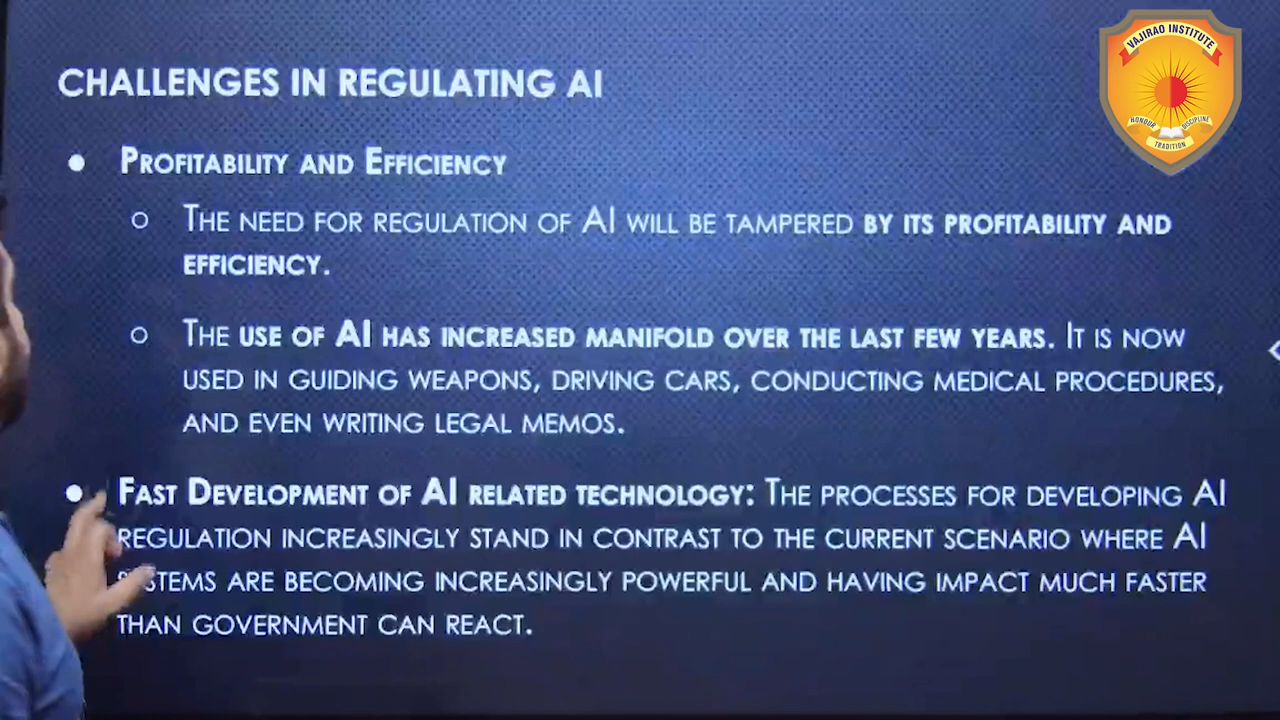 VAJIRAO INSTITUTE
HONOUR
DISCIPLINE
TRADITION
CHALLENGES IN REGULATING AI
PROFITABILITY AND EFFICIENCY
THE NEED FOR REGULATION OF AI WILL BE TAMPERED BY ITS PROFITABILITY AND
EFFICIENCY.
THE USE OF AI HAS INCREASED MANIFOLD OVER THE LAST FEW YEARS. IT IS NOW
USED IN GUIDING WEAPONS, DRIVING CARS, CONDUCTING MEDICAL PROCEDURES,
AND EVEN WRITING LEGAL MEMOS.
FAST DEVELOPMENT OF AI RELATED TECHNOLOGY: THE PROCESSES FOR DEVELOPING AI
REGULATION INCREASINGLY STAND IN CONTRAST TO THE CURRENT SCENARIO WHERE AI
SYSTEMS ARE BECOMING INCREASINGLY POWERFUL AND HAVING IMPACT MUCH FASTER
THAN GOVERNMENT CAN REACT.